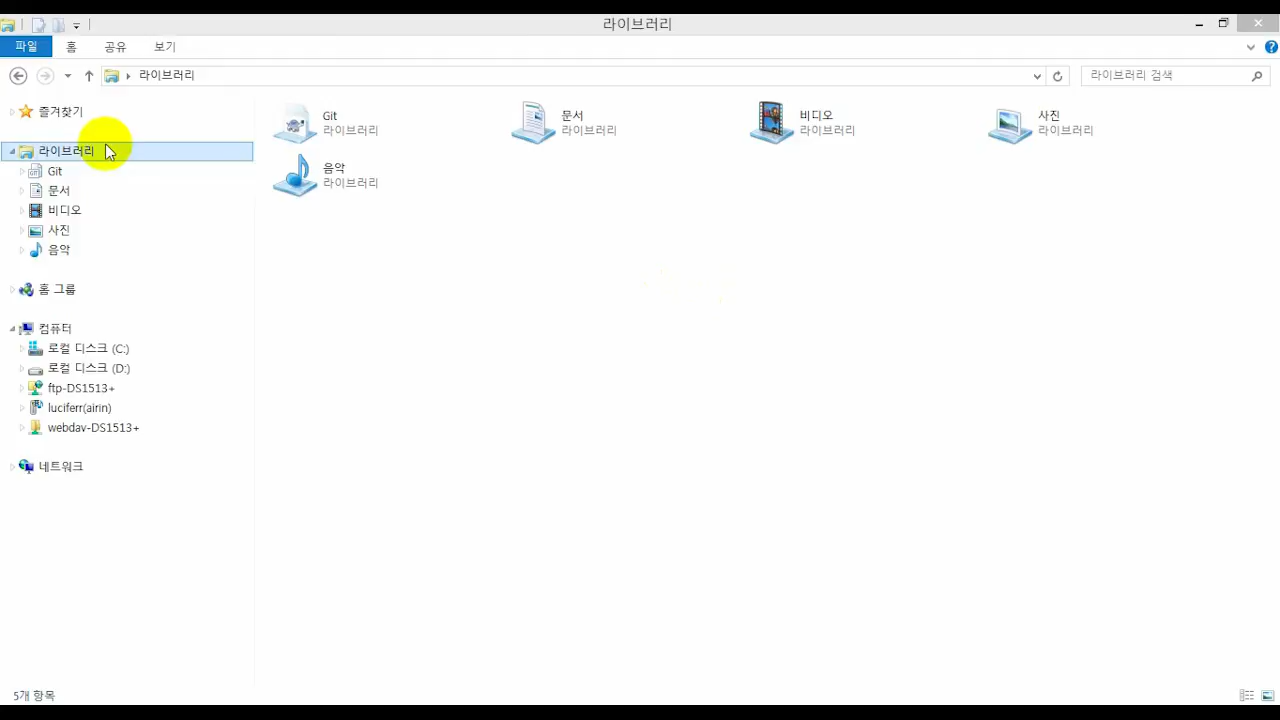 라이브러리
파일 홈 공유 보기
라이브러리
라이브러리 검색
즐겨찾기
라이브러리
Git
문서
비디오
사진
음악
홈 그룹
컴퓨터
로컬 디스크 (C:)
로컬 디스크 (D:)
ftp-DS1513+
luciferr(airin)
webdav-DS1513+
네트워크
Git
라이브러리
문서
라이브러리
비디오
라이브러리
사진
라이브러리
음악
라이브러리
5개 항목